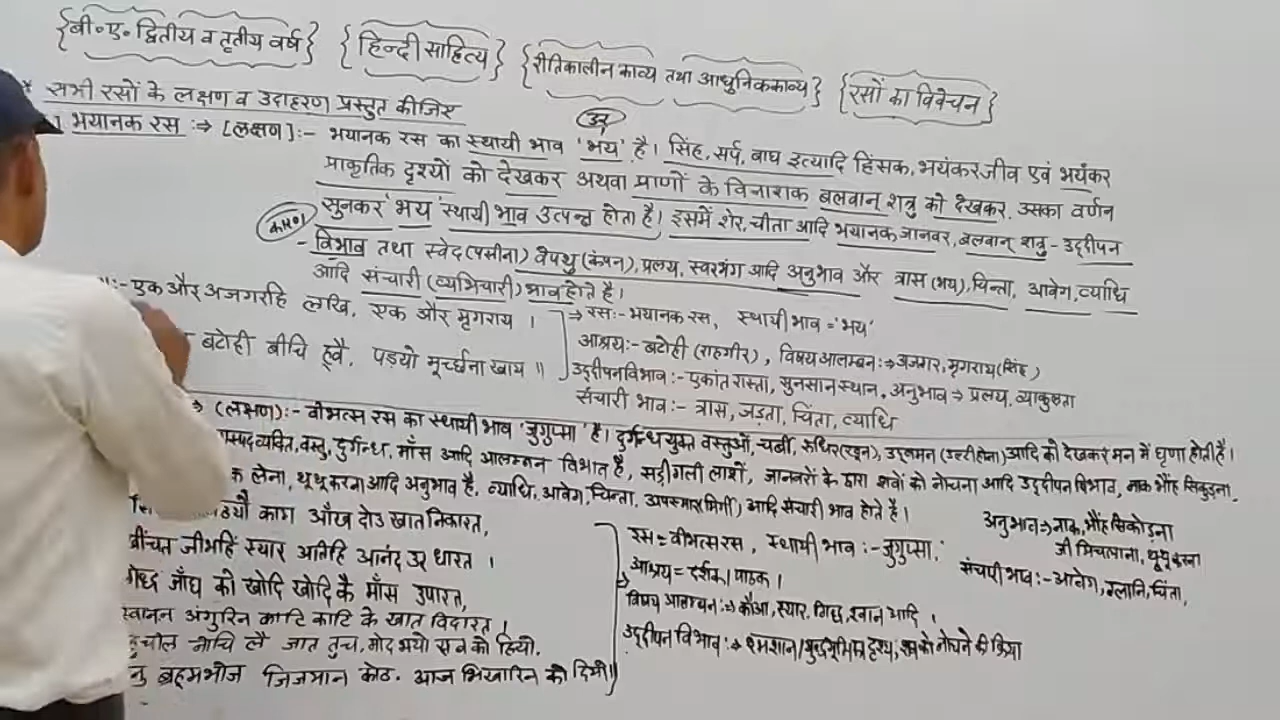 {बी॰ए॰ द्वितीय व तृतीय वर्ष} {हिन्दी साहित्य} {रीतिकालीन काव्य तथा आधुनिककाव्य} {रसों का विवेचन}
सभी रसों के लक्षण व उदाहरण प्रस्तुत कीजिए
भयानक रस :⇒ [लक्षण]:- भयानक रस का स्थायी भाव 'भय' है। सिंह, सर्प, बाघ इत्यादि हिंसक, भयंकर जीव एवं भयंकर
प्राकृतिक दृश्यों को देखकर अथवा प्राणों के विनाशक बलवान् शत्रु को देखकर, उसका वर्णन
सुनकर 'भय' स्थायी भाव उत्पन्न होता है। इसमें शेर, चीता आदि भयानक जानवर, बलवान् शत्रु - उद्दीपन
- विभाव तथा स्वेद(पसीना) वेपथु(कंपन), प्रलय, स्वरभंग आदि अनुभाव और त्रास(भय), चिन्ता, आवेग, व्याधि
आदि संचारी (व्यभिचारी) भाव होते है।
:- एक और अजगरहि लखि, एक और मृगराय ।
बटोही बीचि ह्वै, पड्यो मूर्च्छना खाय ॥
⇒ रस:- भयानक रस, स्थायी भाव = 'भय'
आश्रय:- बटोही (राहगीर), विषय आलम्बन:⇒ अजगर, मृगराय(सिंह)
उद्दीपन विभाव:- एकांत रास्ता, सुनसान स्थान, अनुभाव ⇒ प्रलय, व्याकुलता
संचारी भाव:- त्रास, जड़ता, चिंता, व्याधि
⇒ (लक्षण):- वीभत्स रस का स्थायी भाव 'जुगुप्सा' है। दुर्गन्धयुक्त वस्तुओं, चर्बी, रुधिर(रक्त), (उल्टी होना) आदि को देखकर मन में घृणा होती है।
व्यक्ति, वस्तु, दुर्गन्ध, माँस आदि आलम्बन विभाव है, सड़ी गली लाशें, जानवरों के द्वारा शवों को नोचना आदि उद्दीपन विभाव, नाक भौंह सिकुड़ना,
लेना, थू थू करना आदि अनुभाव है, व्याधि, आवेग, चिन्ता, अपस्मार(मिर्गी) आदि संचारी भाव होते है।
काग आँख दोउ खात निकारत,
खींचत जीभहिं स्यार अतिहि आनंद उर धारत ।
गिद्ध जाँघ को खोदि खोदि कै माँस उपारत,
स्वानन अंगुरिन काटि काटि के खात विदारत ।
नोचि लै जात तुच, मोद भयो सब को हियो,
ब्रह्मभोज जिजमान कोउ, आज भिखारिन को दियो॥
रस = वीभत्स रस, स्थायी भाव:- जुगुप्सा,
आश्रय = दर्शक/पाठक ।
विषय आलम्बन:⇒ कौआ, स्यार, गिद्ध, श्वान आदि ।
उद्दीपन विभाव:⇒ श्मशान/युद्धभूमि का दृश्य, शव को नोचने की क्रिया
अनुभाव ⇒ नाक, भौंह सिकोड़ना
जी मिचलाना, थूथू करना
संचारी भाव:- आवेग, ग्लानि, चिंता,